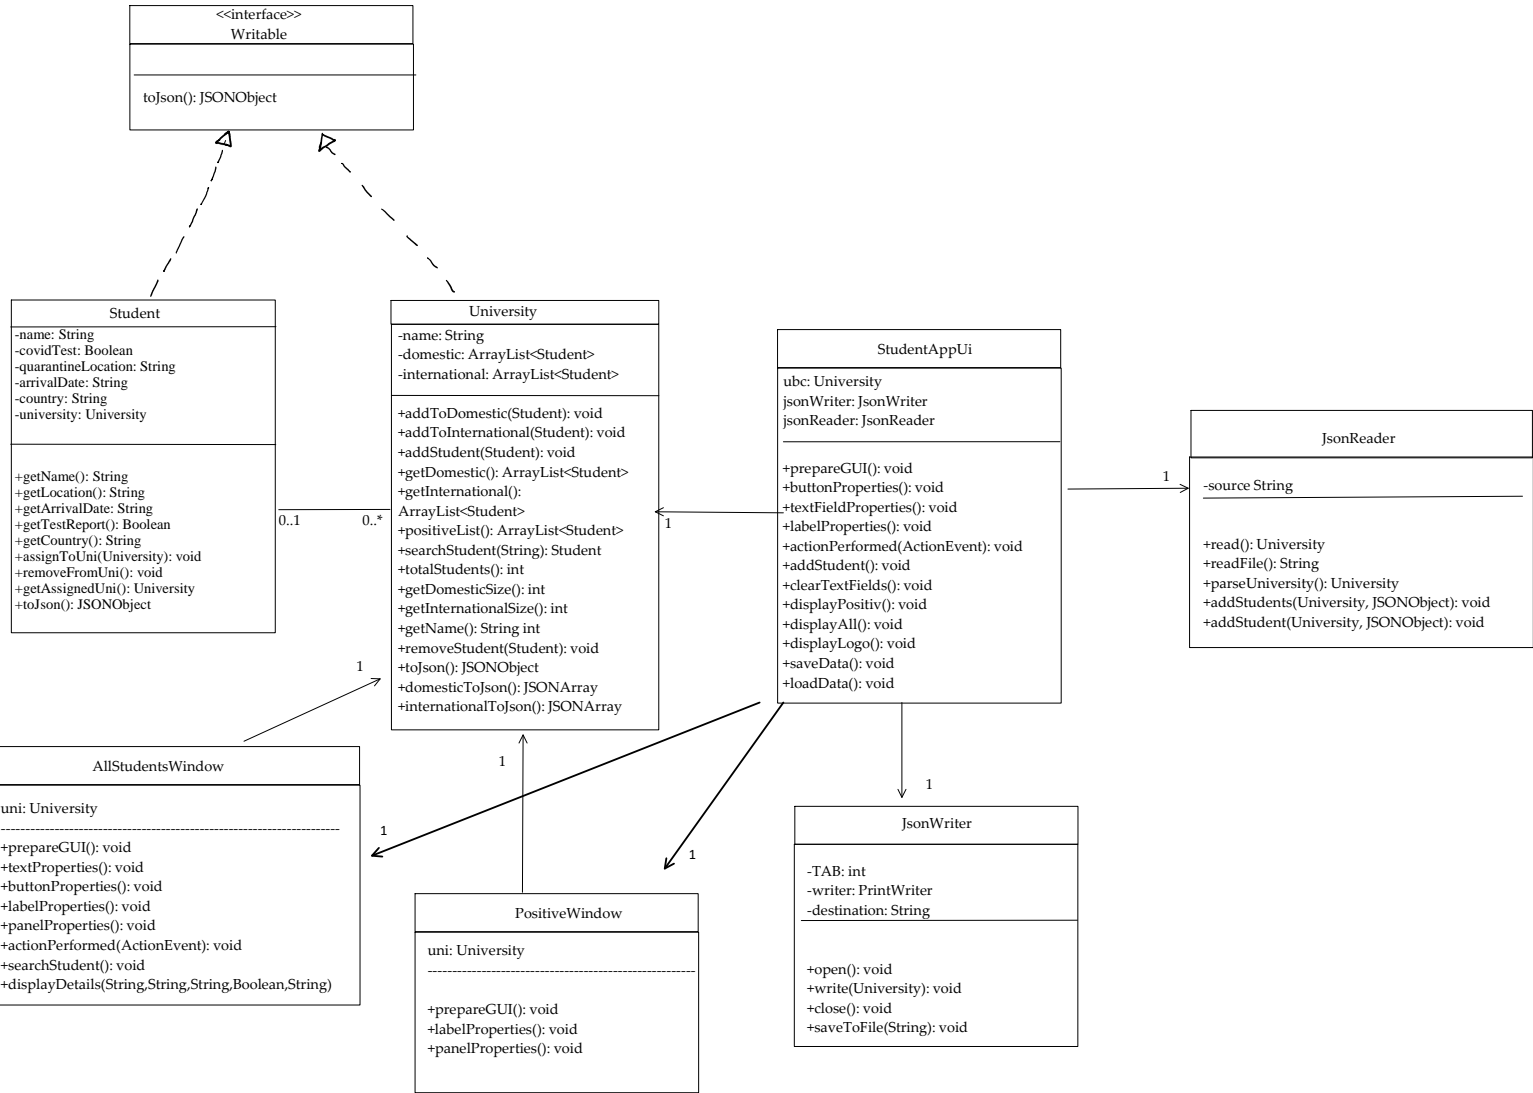 <<interface>>
Writable
toJson(): JSONObject
Student
-name: String
-covidTest: Boolean
-quarantineLocation: String
-arrivalDate: String
-country: String
-university: University
+getName(): String
+getLocation(): String
+getArrivalDate: String
+getTestReport(): Boolean
+getCountry(): String
+assignToUni(University): void
+removeFromUni(): void
+getAssignedUni(): University
+toJson(): JSONObject
0..1
0..*
University
-name: String
-domestic: ArrayList<Student>
-international: ArrayList<Student>
+addToDomestic(Student): void
+addToInternational(Student): void
+addStudent(Student): void
+getDomestic(): ArrayList<Student>
+getInternational():
ArrayList<Student>
+positiveList(): ArrayList<Student>
+searchStudent(String): Student
+totalStudents(): int
+getDomesticSize(): int
+getInternationalSize(): int
+getName(): String int
+removeStudent(Student): void
+toJson(): JSONObject
+domesticToJson(): JSONArray
+internationalToJson(): JSONArray
1
StudentAppUi
ubc: University
jsonWriter: JsonWriter
jsonReader: JsonReader
+prepareGUI(): void
+buttonProperties(): void
+textFieldProperties(): void
+labelProperties(): void
+actionPerformed(ActionEvent): void
+addStudent(): void
+clearTextFields(): void
+displayPositiv(): void
+displayAll(): void
+displayLogo(): void
+saveData(): void
+loadData(): void
1
JsonReader
-source String
+read(): University
+readFile(): String
+parseUniversity(): University
+addStudents(University, JSONObject): void
+addStudent(University, JSONObject): void
1
AllStudentsWindow
uni: University
+prepareGUI(): void
+textProperties(): void
+buttonProperties(): void
+labelProperties(): void
+panelProperties(): void
+actionPerformed(ActionEvent): void
+searchStudent(): void
+displayDetails(String,String,String,Boolean,String)
1
1
1
PositiveWindow
uni: University
+prepareGUI(): void
+labelProperties(): void
+panelProperties(): void
1
JsonWriter
-TAB: int
-writer: PrintWriter
-destination: String
+open(): void
+write(University): void
+close(): void
+saveToFile(String): void